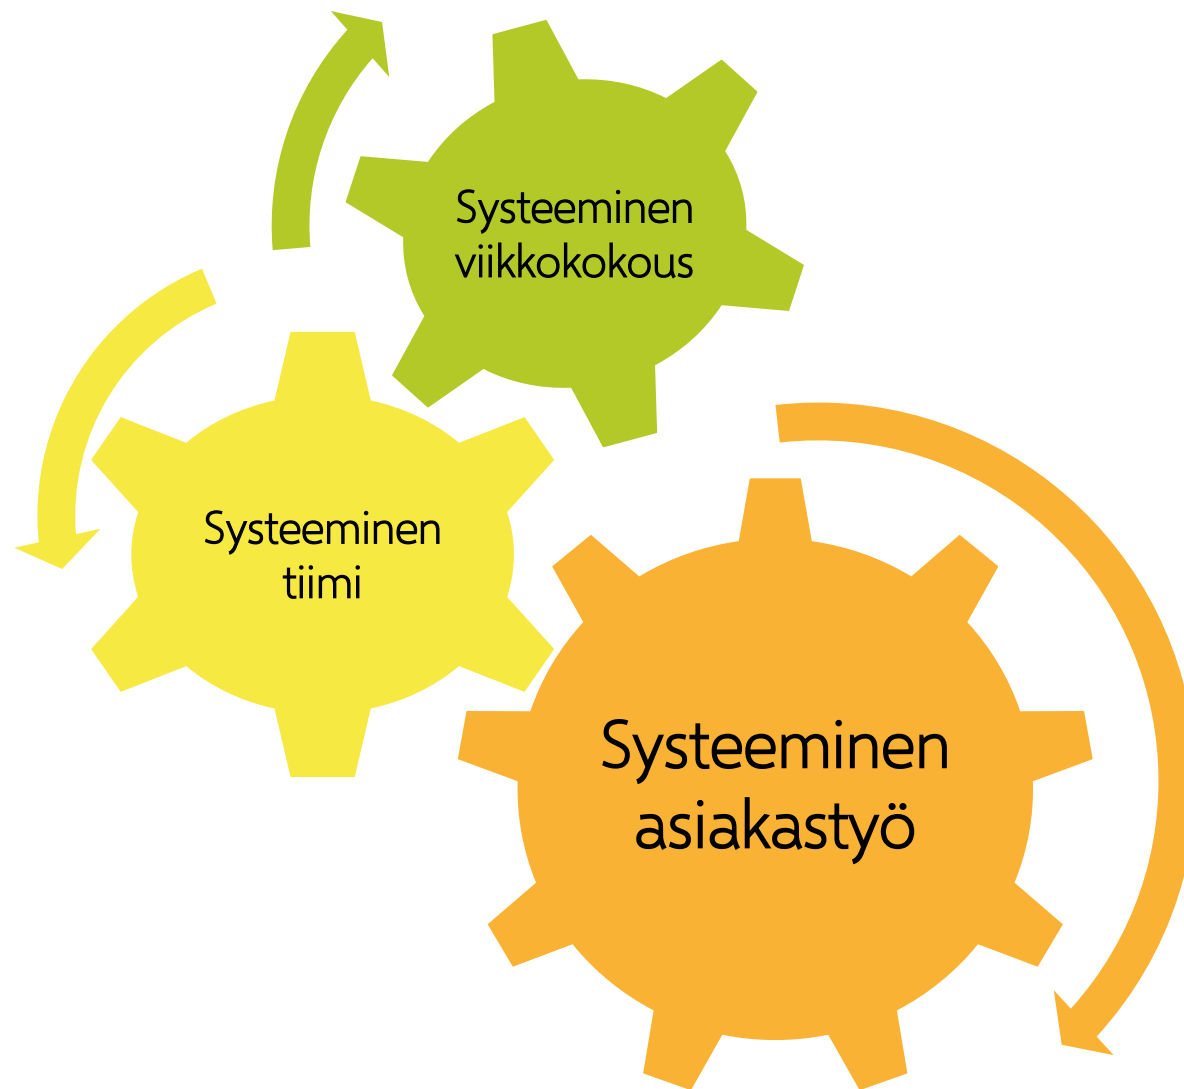 Systeeminen
viikkokokous
Systeeminen
tiimi
Systeeminen
asiakastyö